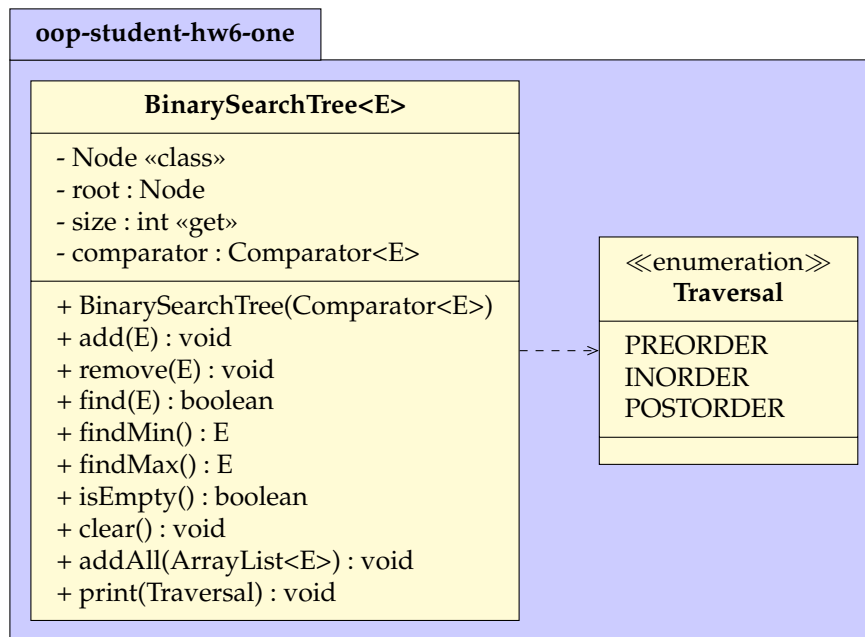 oop-student-hw6-one
BinarySearchTree<E>
- Node «class»
- root : Node
- size : int «get»
- comparator : Comparator<E>
+ BinarySearchTree(Comparator<E>)
+ add(E) : void
+ remove(E) : void
+ find(E) : boolean
+ findMin() : E
+ findMax() : E
+ isEmpty() : boolean
+ clear() : void
+ addAll(ArrayList<E>) : void
+ print(Traversal) : void
≪enumeration≫
Traversal
PREORDER
INORDER
POSTORDER